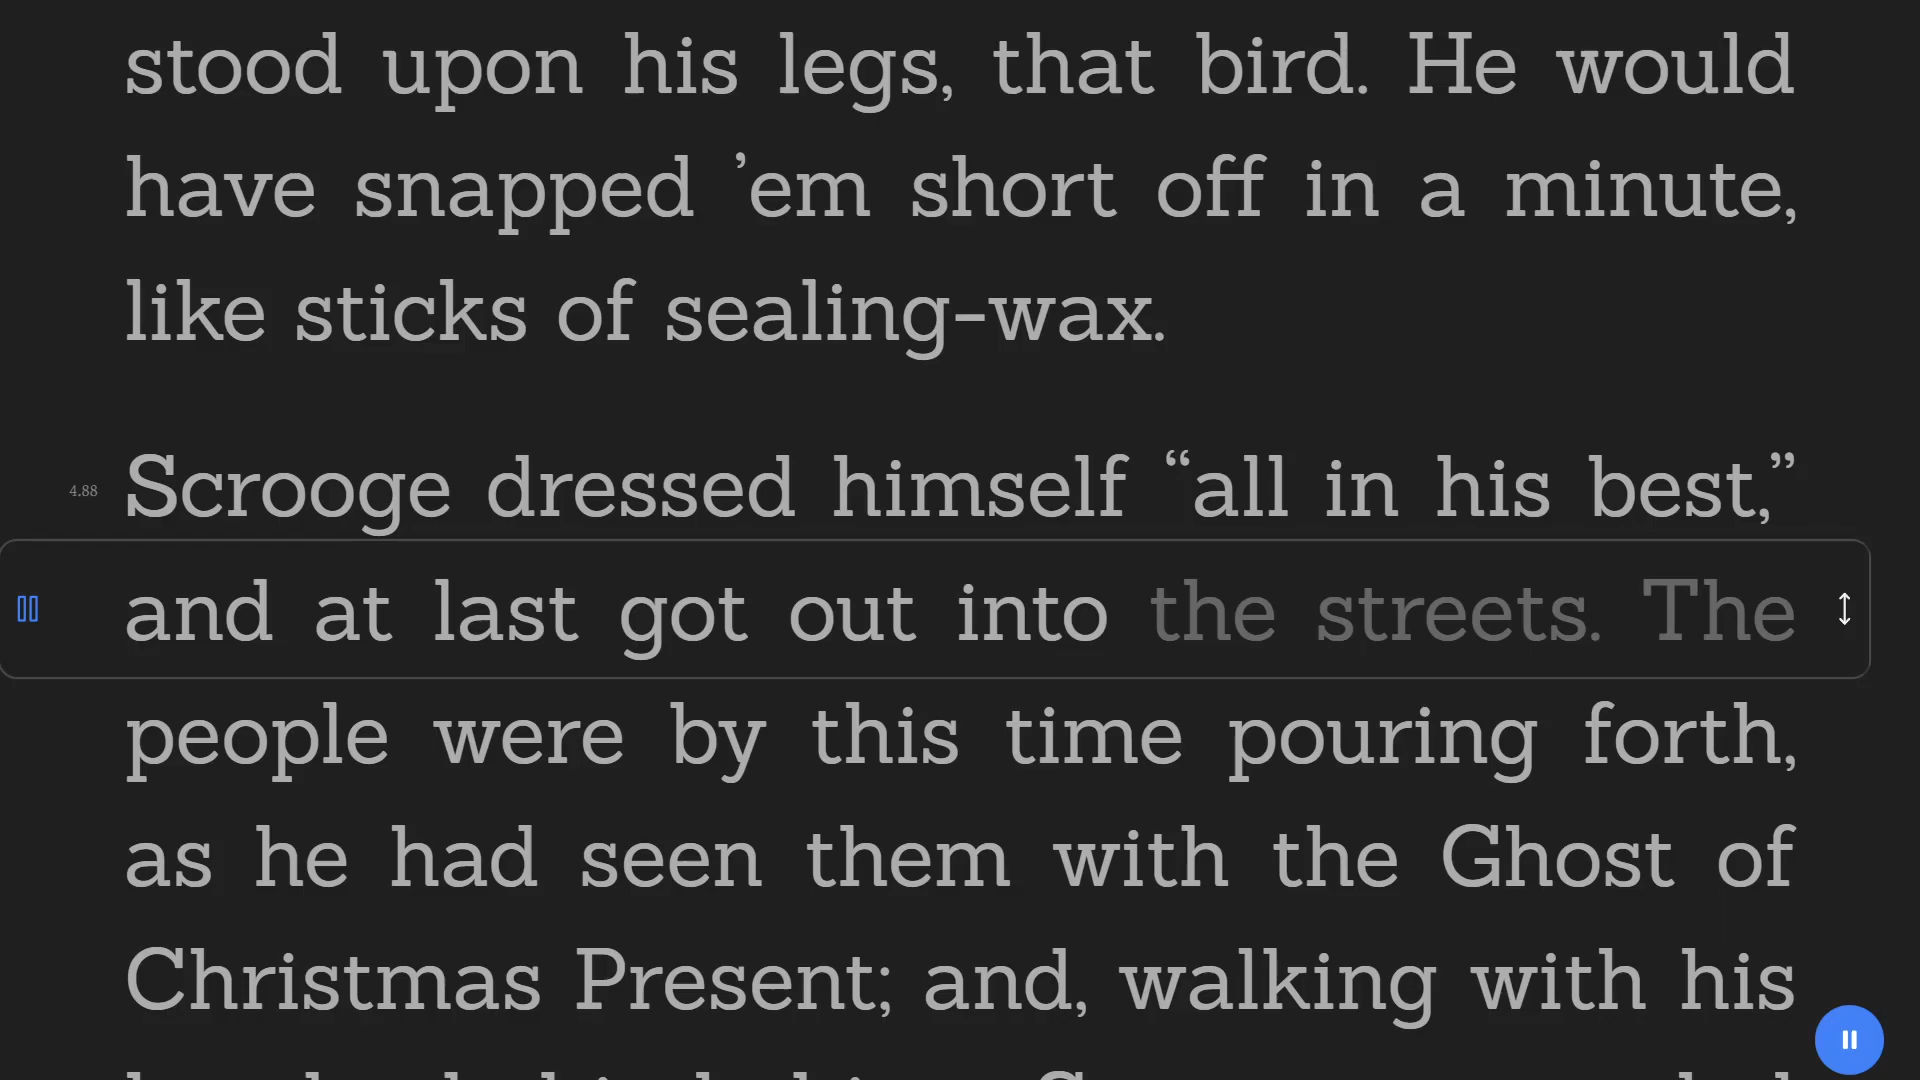 stood upon his legs, that bird. He would
have snapped ’em short off in a minute,
like sticks of sealing-wax.
4.88
Scrooge dressed himself “all in his best,”
and at last got out into the streets. The
people were by this time pouring forth,
as he had seen them with the Ghost of
Christmas Present; and, walking with his